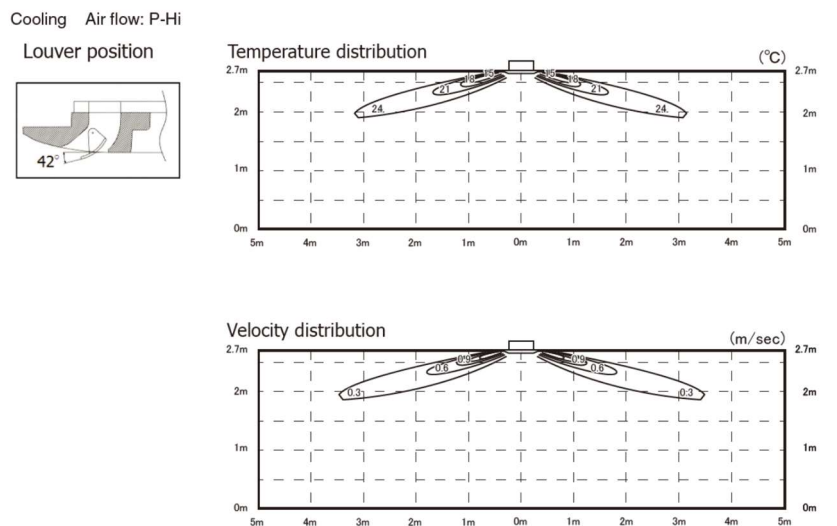 Cooling Air flow: P-Hi
Louver position
42°
Temperature distribution
(℃)
2.7m 15 15 2.7m
18 18
21 21
2m 24 24 2m
1m 1m
0m 0m
5m 4m 3m 2m 1m 0m 1m 2m 3m 4m 5m
Velocity distribution
(m/sec)
2.7m 2.7m
0.9 0.9
0.6 0.6
2m 0.3 0.3 2m
1m 1m
0m 0m
5m 4m 3m 2m 1m 0m 1m 2m 3m 4m 5m